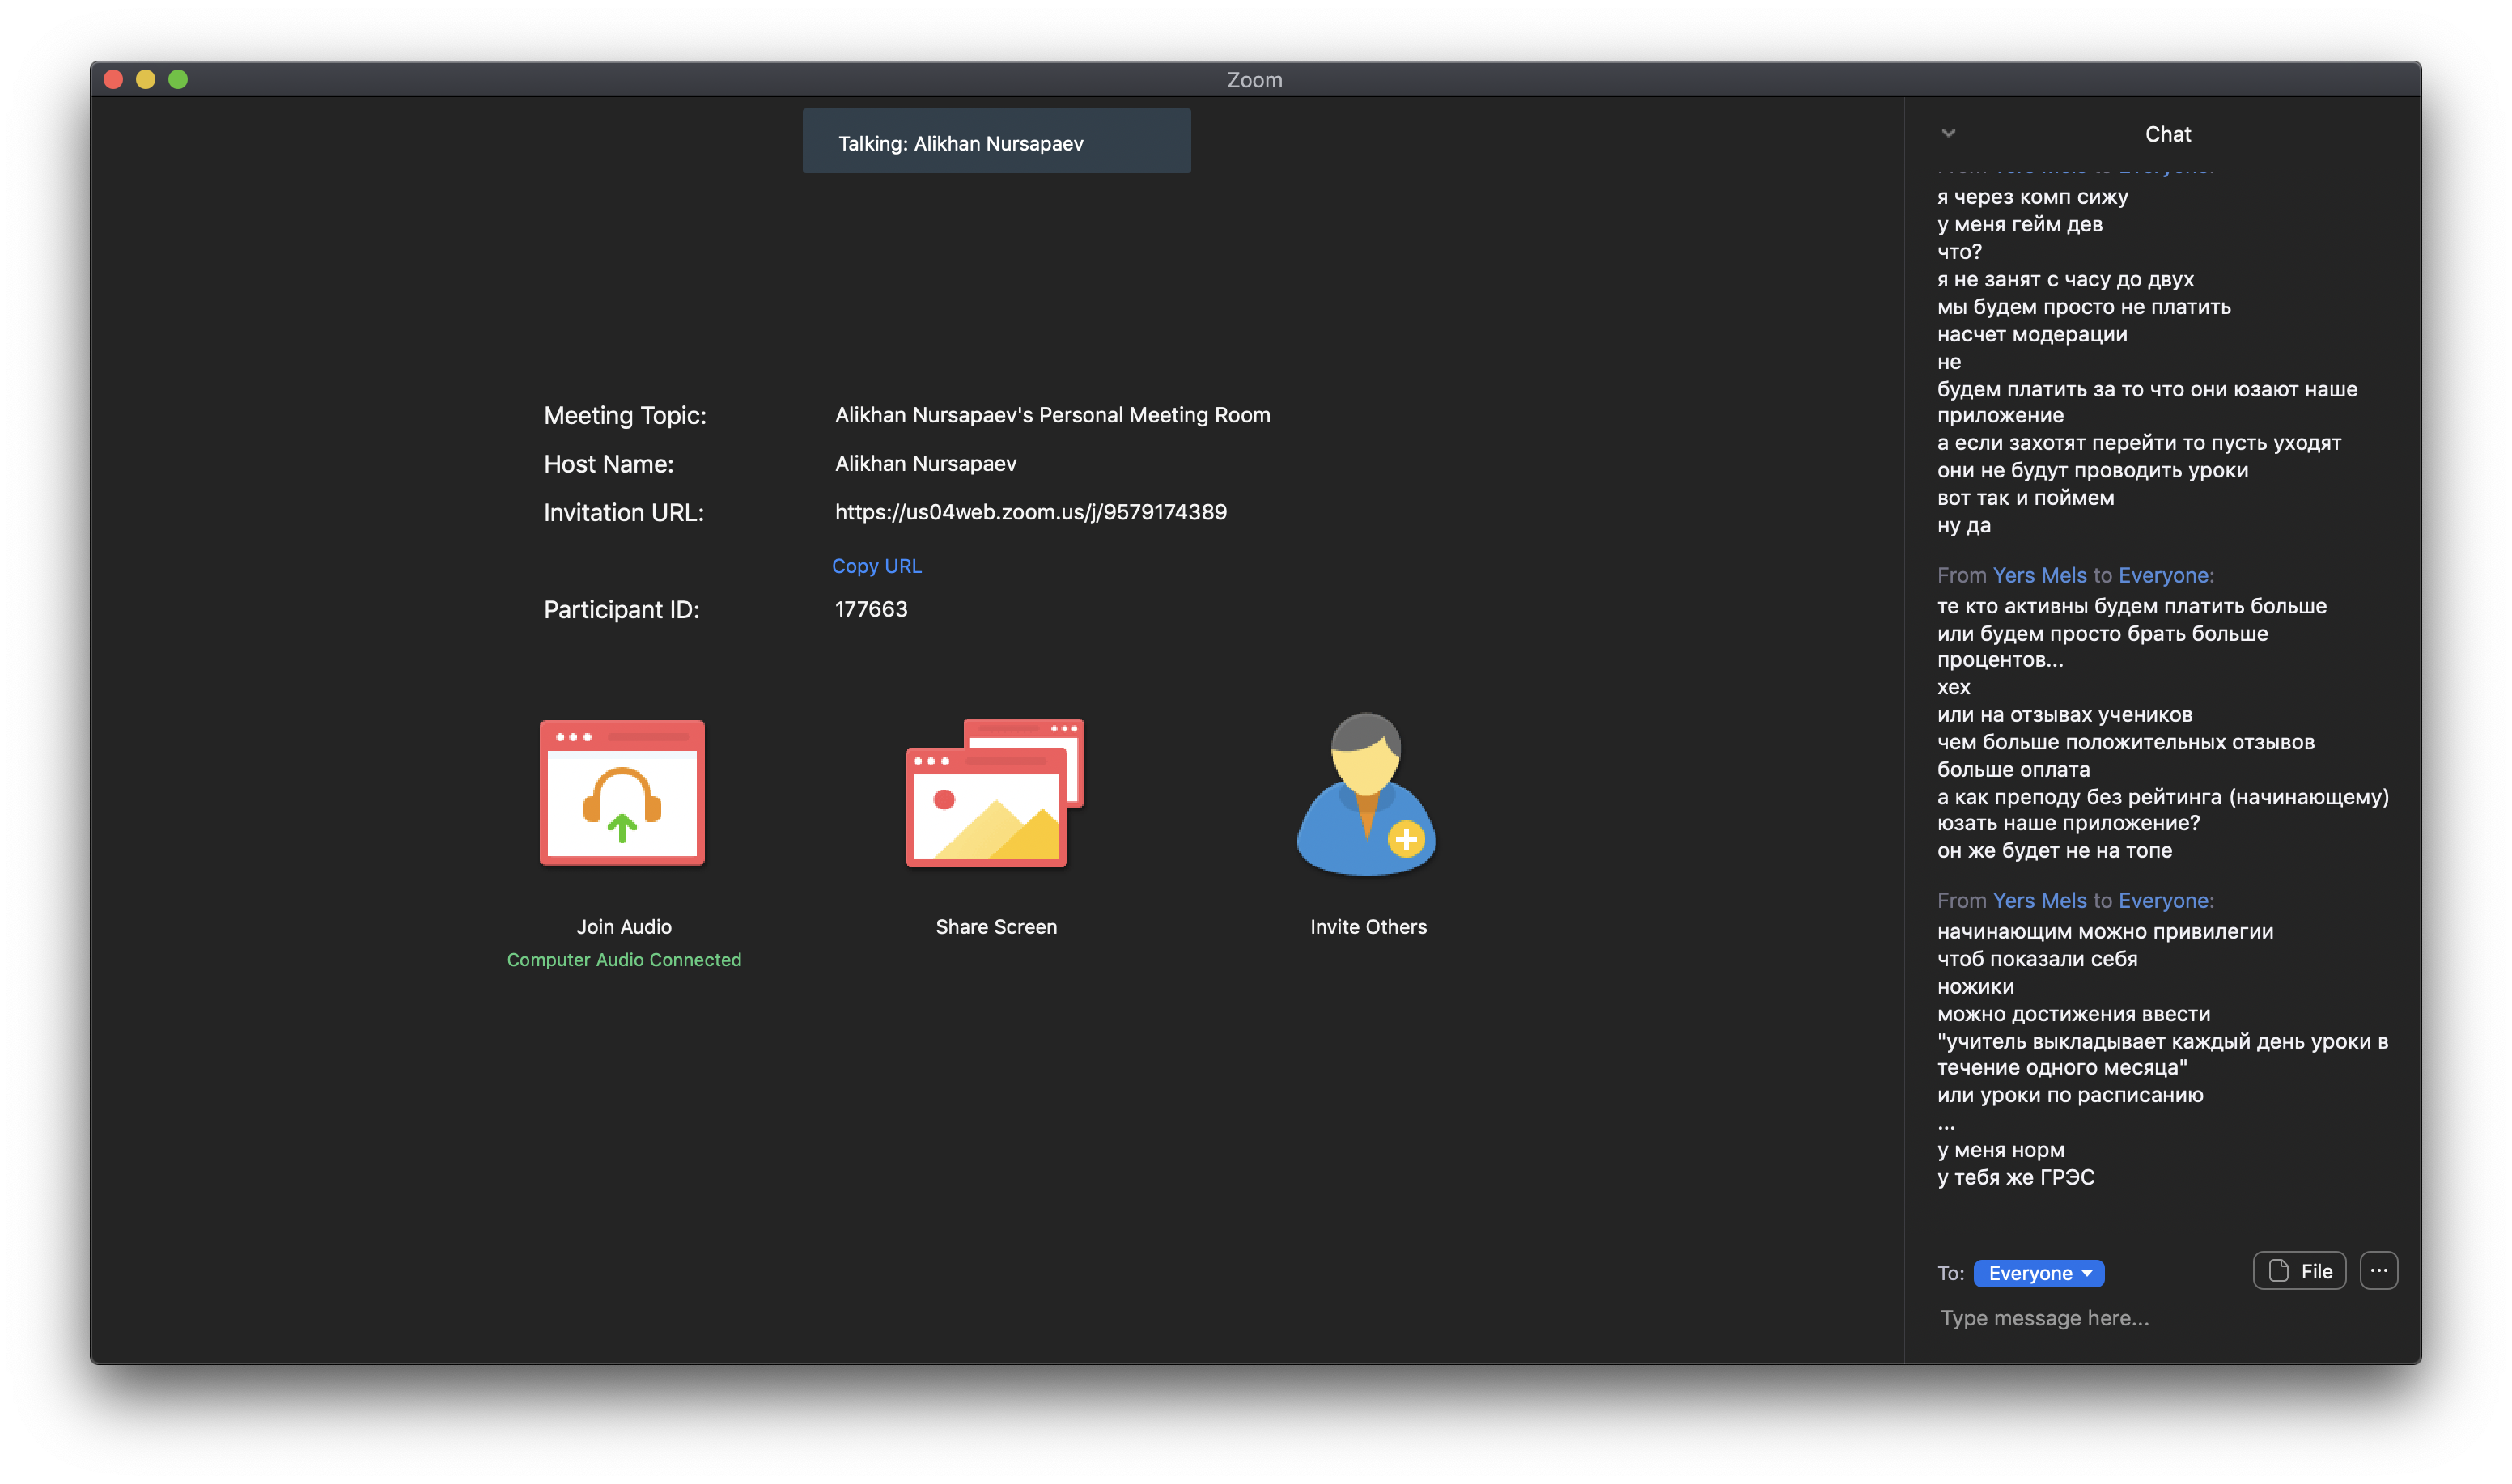 Zoom
Talking: Alikhan Nursapaev
Meeting Topic: Alikhan Nursapaev's Personal Meeting Room
Host Name: Alikhan Nursapaev
Invitation URL: https://us04web.zoom.us/j/9579174389
Copy URL
Participant ID: 177663
Join Audio
Computer Audio Connected
Share Screen
Invite Others
Chat
From Yers Mels to Everyone:
я через комп сижу
у меня гейм дев
что?
я не занят с часу до двух
мы будем просто не платить
насчет модерации
не
будем платить за то что они юзают наше
приложение
а если захотят перейти то пусть уходят
они не будут проводить уроки
вот так и поймем
ну да
From Yers Mels to Everyone:
те кто активны будем платить больше
или будем просто брать больше
процентов...
хех
или на отзывах учеников
чем больше положительных отзывов
больше оплата
а как преподу без рейтинга (начинающему)
юзать наше приложение?
он же будет не на топе
From Yers Mels to Everyone:
начинающим можно привилегии
чтоб показали себя
ножики
можно достижения ввести
"учитель выкладывает каждый день уроки в
течение одного месяца"
или уроки по расписанию
...
у меня норм
у тебя же ГРЭС
To: Everyone
File
...
Type message here...